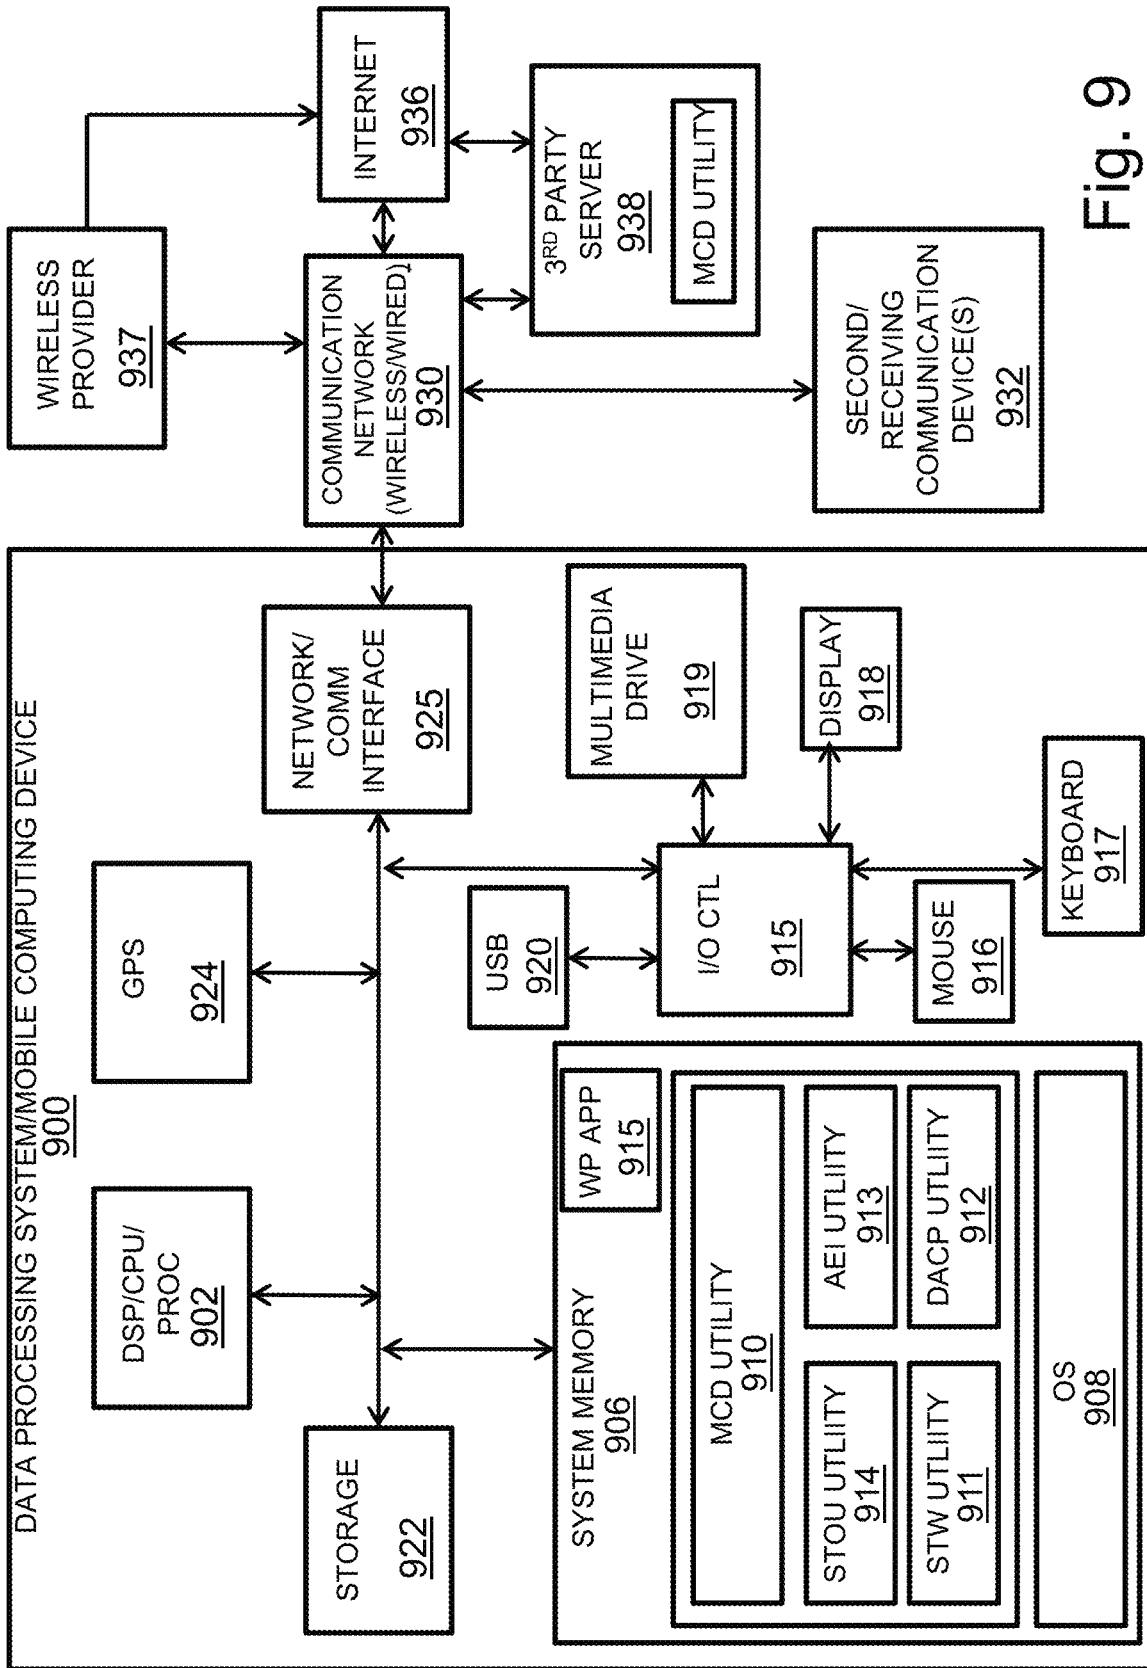 DATA PROCESSING SYSTEM/MOBILE COMPUTING DEVICE
900
STORAGE
922
DSP/CPU/
PROC
902
GPS
924
NETWORK/
COMM
INTERFACE
925
SYSTEM MEMORY
906
WP APP
915
MCD UTILITY
910
STOU UTLIITY
914
AEI UTLIITY
913
STW UTLIITY
911
DACP UTLIITY
912
OS
908
USB
920
I/O CTL
915
MOUSE
916
KEYBOARD
917
MULTIMEDIA
DRIVE
919
DISPLAY
918
WIRELESS
PROVIDER
937
COMMUNICATION
NETWORK
(WIRELESS/WIRED)
930
INTERNET
936
3RD PARTY
SERVER
938
MCD UTILITY
SECOND/
RECEIVING
COMMUNICATION
DEVICE(S)
932
Fig. 9